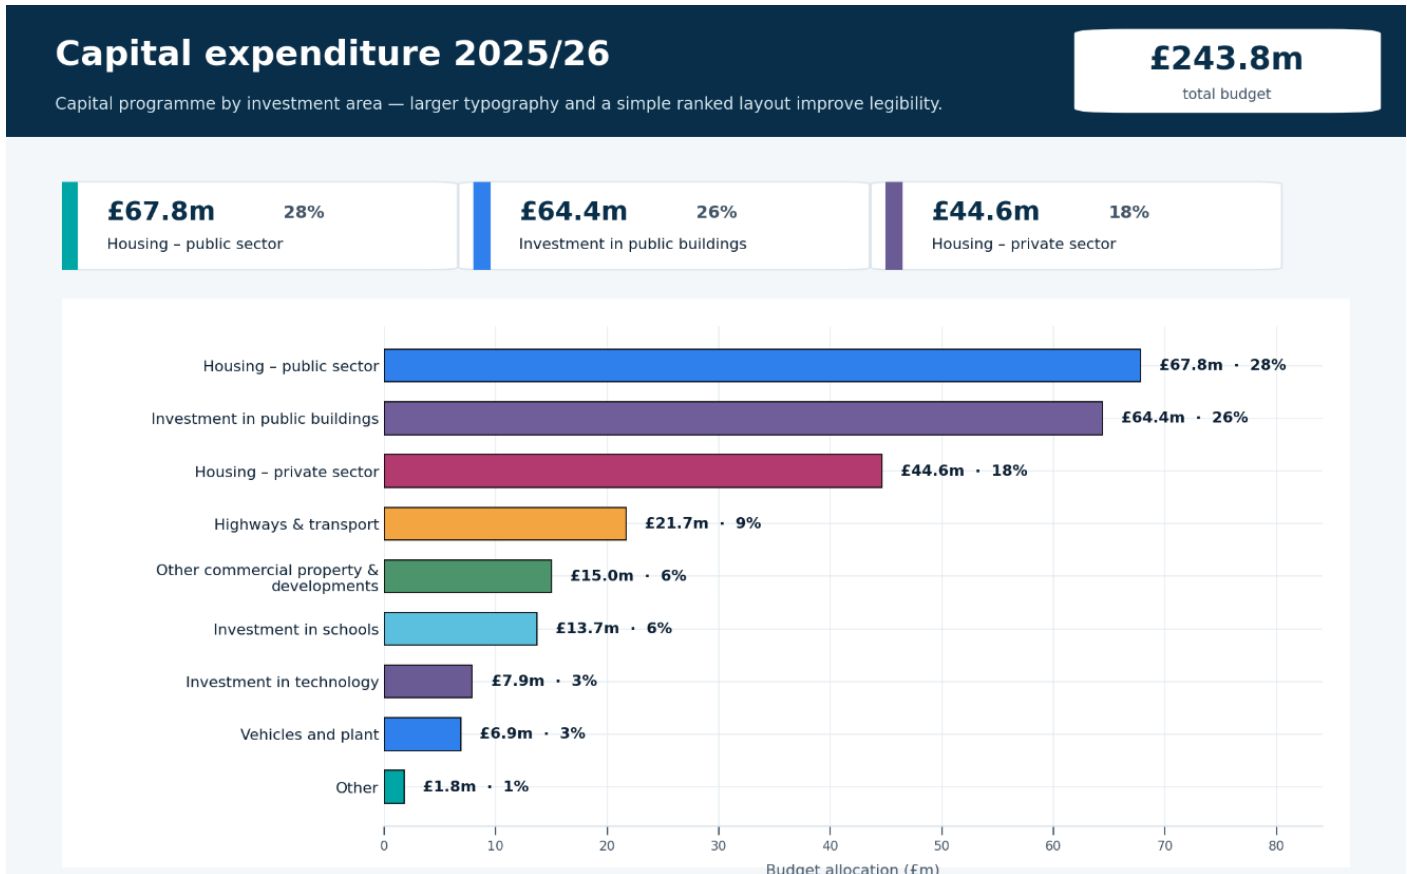 Capital expenditure 2025/26
Capital programme by investment area — larger typography and a simple ranked layout improve legibility.
£243.8m
total budget
£67.8m 28%
Housing – public sector
£64.4m 26%
Investment in public buildings
£44.6m 18%
Housing – private sector
Housing – public sector £67.8m · 28%
Investment in public buildings £64.4m · 26%
Housing – private sector £44.6m · 18%
Highways & transport £21.7m · 9%
Other commercial property &
developments £15.0m · 6%
Investment in schools £13.7m · 6%
Investment in technology £7.9m · 3%
Vehicles and plant £6.9m · 3%
Other £1.8m · 1%
0 10 20 30 40 50 60 70 80
Budget allocation (£m)